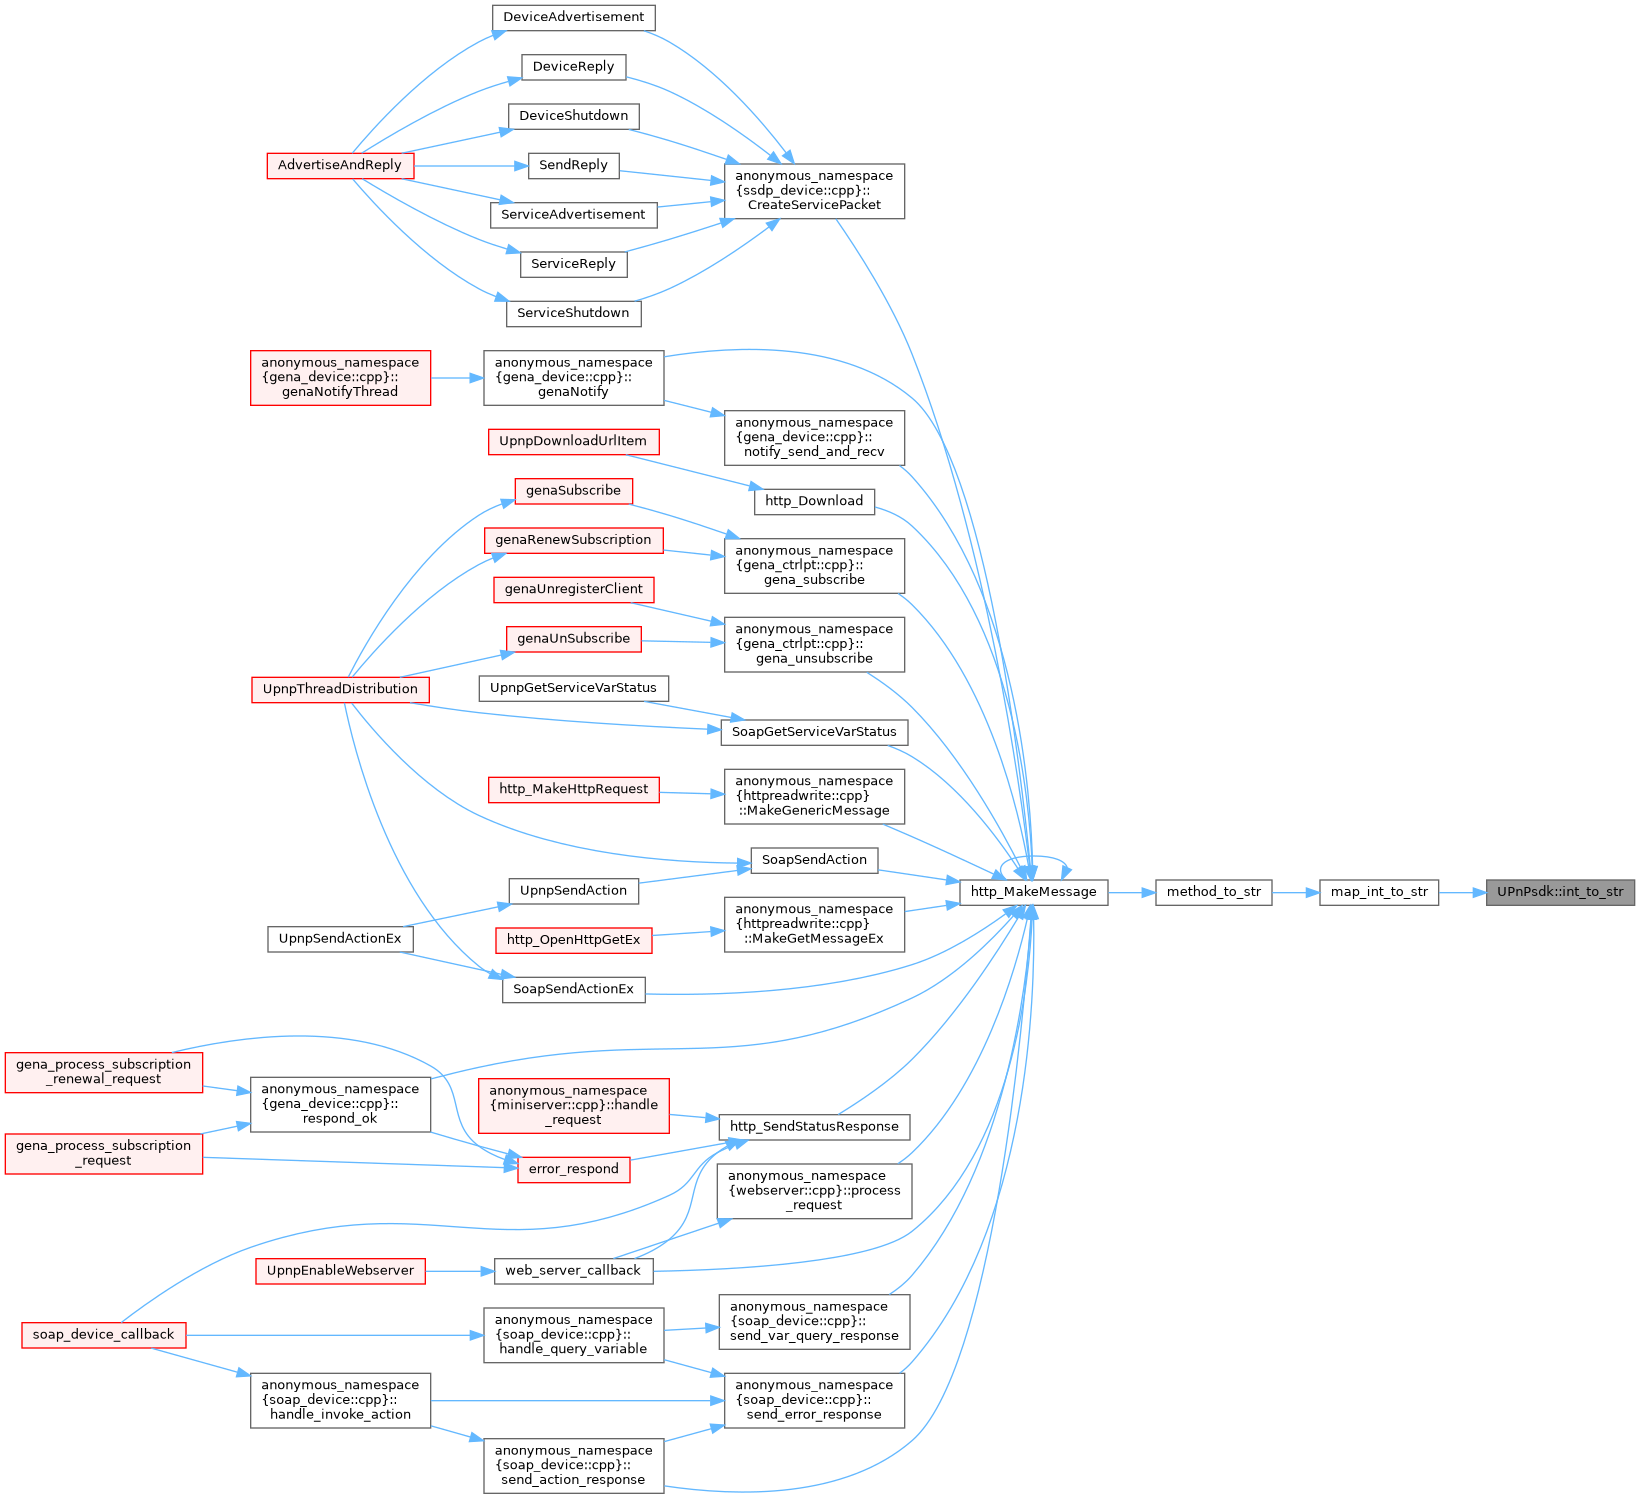 DeviceAdvertisement
DeviceReply
DeviceShutdown
AdvertiseAndReply
SendReply
anonymous_namespace
{ssdp_device::cpp}::
CreateServicePacket
ServiceAdvertisement
ServiceReply
ServiceShutdown
anonymous_namespace
{gena_device::cpp}::
genaNotifyThread
anonymous_namespace
{gena_device::cpp}::
genaNotify
anonymous_namespace
{gena_device::cpp}::
notify_send_and_recv
UpnpDownloadUrlItem
genaSubscribe
http_Download
genaRenewSubscription
anonymous_namespace
{gena_ctrlpt::cpp}::
gena_subscribe
genaUnregisterClient
genaUnSubscribe
anonymous_namespace
{gena_ctrlpt::cpp}::
gena_unsubscribe
UpnpThreadDistribution
UpnpGetServiceVarStatus
SoapGetServiceVarStatus
http_MakeHttpRequest
anonymous_namespace
{httpreadwrite::cpp}
::MakeGenericMessage
SoapSendAction
UpnpSendAction
http_MakeMessage
method_to_str
map_int_to_str
UPnPsdk::int_to_str
UpnpSendActionEx
http_OpenHttpGetEx
anonymous_namespace
{httpreadwrite::cpp}
::MakeGetMessageEx
SoapSendActionEx
gena_process_subscription
_renewal_request
anonymous_namespace
{gena_device::cpp}::
respond_ok
anonymous_namespace
{miniserver::cpp}::handle
_request
http_SendStatusResponse
gena_process_subscription
_request
error_respond
anonymous_namespace
{webserver::cpp}::process
_request
UpnpEnableWebserver
web_server_callback
soap_device_callback
anonymous_namespace
{soap_device::cpp}::
handle_query_variable
anonymous_namespace
{soap_device::cpp}::
send_var_query_response
anonymous_namespace
{soap_device::cpp}::
handle_invoke_action
anonymous_namespace
{soap_device::cpp}::
send_error_response
anonymous_namespace
{soap_device::cpp}::
send_action_response